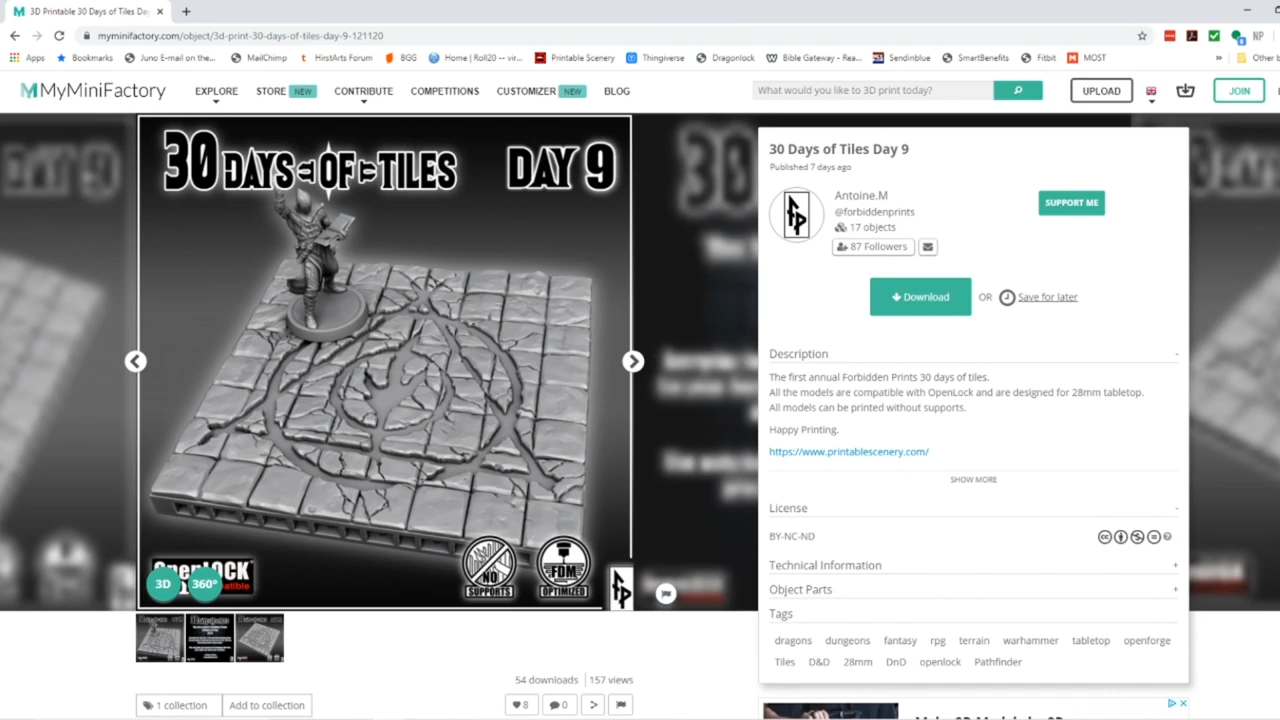 3D Printable 30 Days of Tiles Day
myminifactory.com/object/3d-print-30-days-of-tiles-day-9-121120
NP
Apps Bookmarks Juno E-mail on the... MailChimp HirstArts Forum BGG Home | Roll20 -- vir... Printable Scenery Thingiverse Dragonlock Bible Gateway - Rea... Sendinblue SmartBenefits Fitbit MOST » Other b
MyMiniFactory EXPLORE STORE NEW CONTRIBUTE COMPETITIONS CUSTOMIZER NEW BLOG What would you like to 3D print today? UPLOAD JOIN
30 DAYS OF TILES DAY 9
30 Days of Tiles Day 9
Published 7 days ago
Antoine.M
@forbiddenprints
17 objects
87 Followers
SUPPORT ME
Download OR Save for later
Description -
The first annual Forbidden Prints 30 days of tiles.
All the models are compatible with OpenLock and are designed for 28mm tabletop.
All models can be printed without supports.
Happy Printing.
https://www.printablescenery.com/
SHOW MORE
License -
BY-NC-ND
Technical Information +
Object Parts +
Tags
dragons dungeons fantasy rpg terrain warhammer tabletop openforge
Tiles D&D 28mm DnD openlock Pathfinder
3D 360°
NO
SUPPORTS
FDM
OPTIMIZED
54 downloads 157 views
1 collection Add to collection 8 0